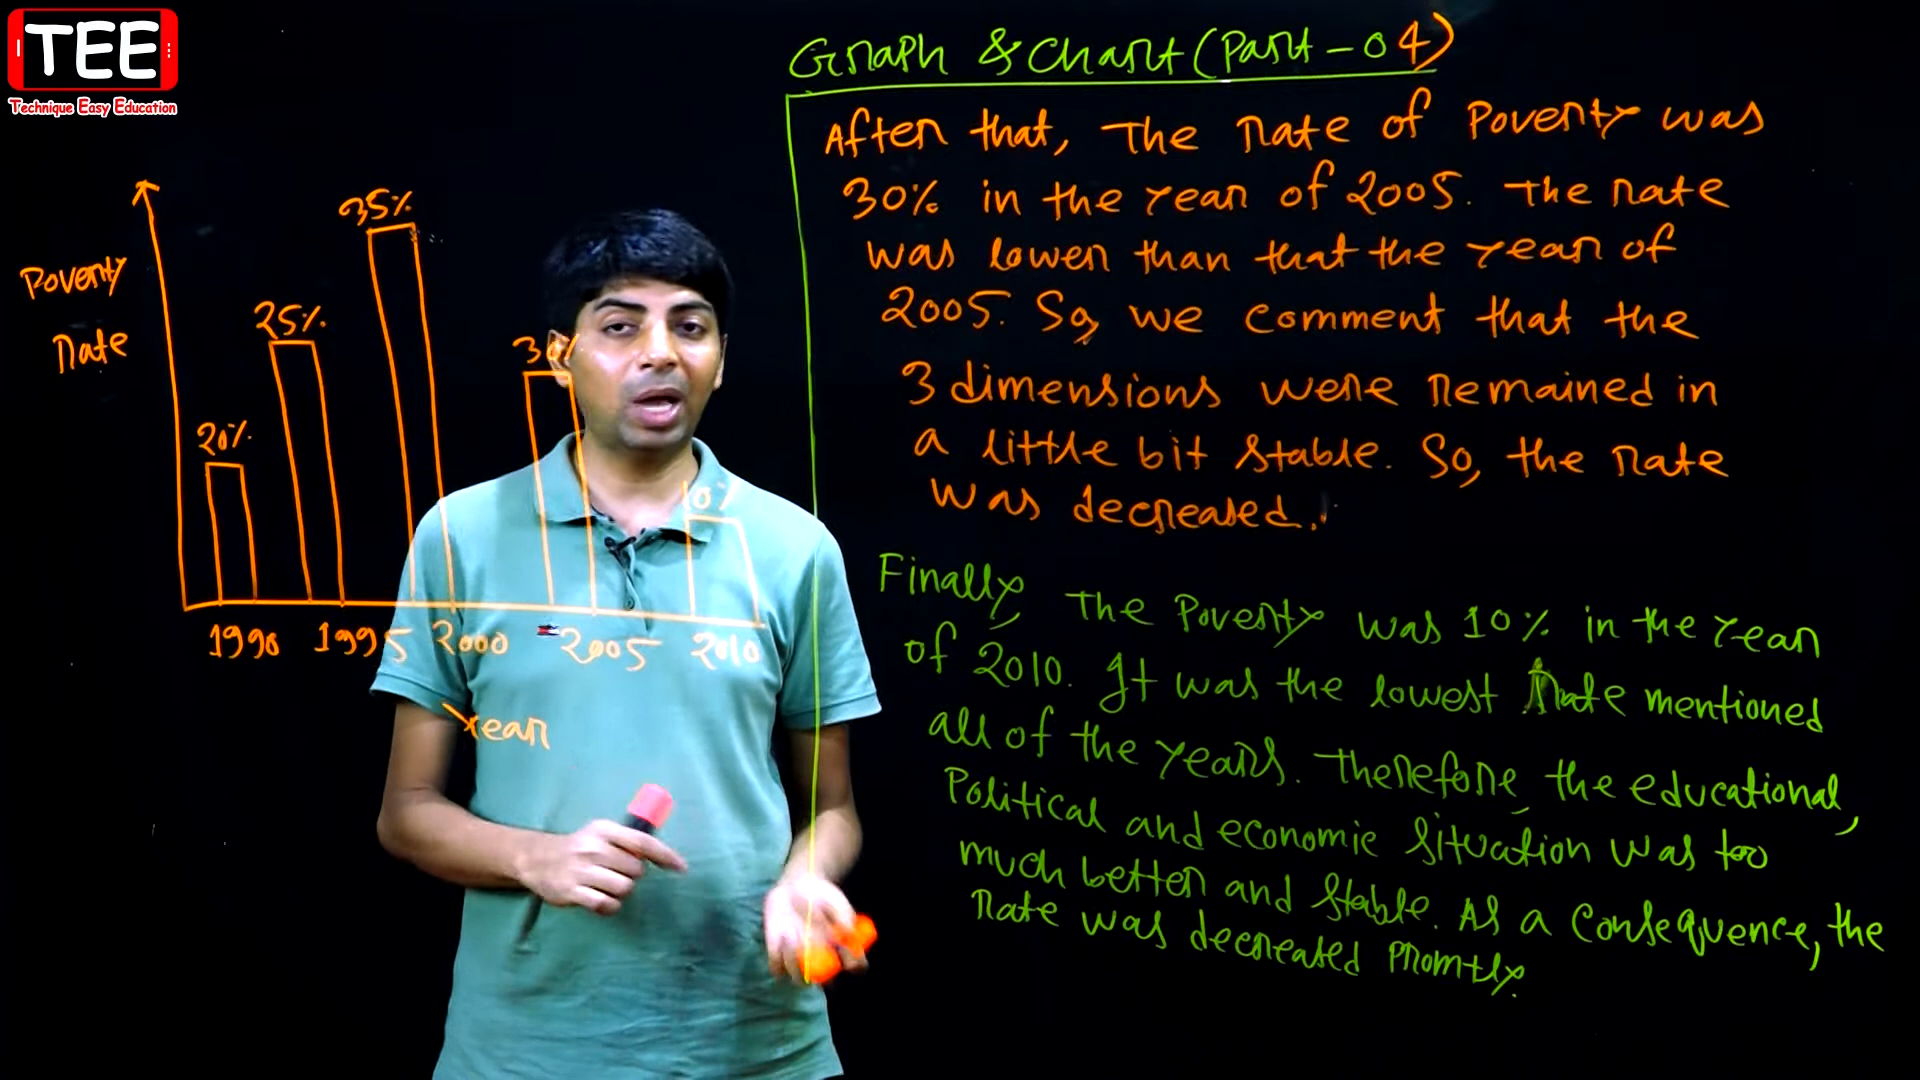 TEE
Technique Easy Education
Graph & Chart (Part-04)
After that, The rate of Poverty was
30% in the year of 2005. The rate
was lower than that the year of
2005. So, we comment that the
3 dimensions were remained in
a little bit stable. So, the rate
was decreased.
Finally, The Poverty was 10% in the year
of 2010. It was the lowest Rate mentioned
all of the years. Therefore, the educational,
Political and economic situation was too
much better and stable. As a consequence, the
rate was decreased Promtly.
Poverty
rate
20%
25%
35%
30%
10%
1990 1995 2000 2005 2010
Year